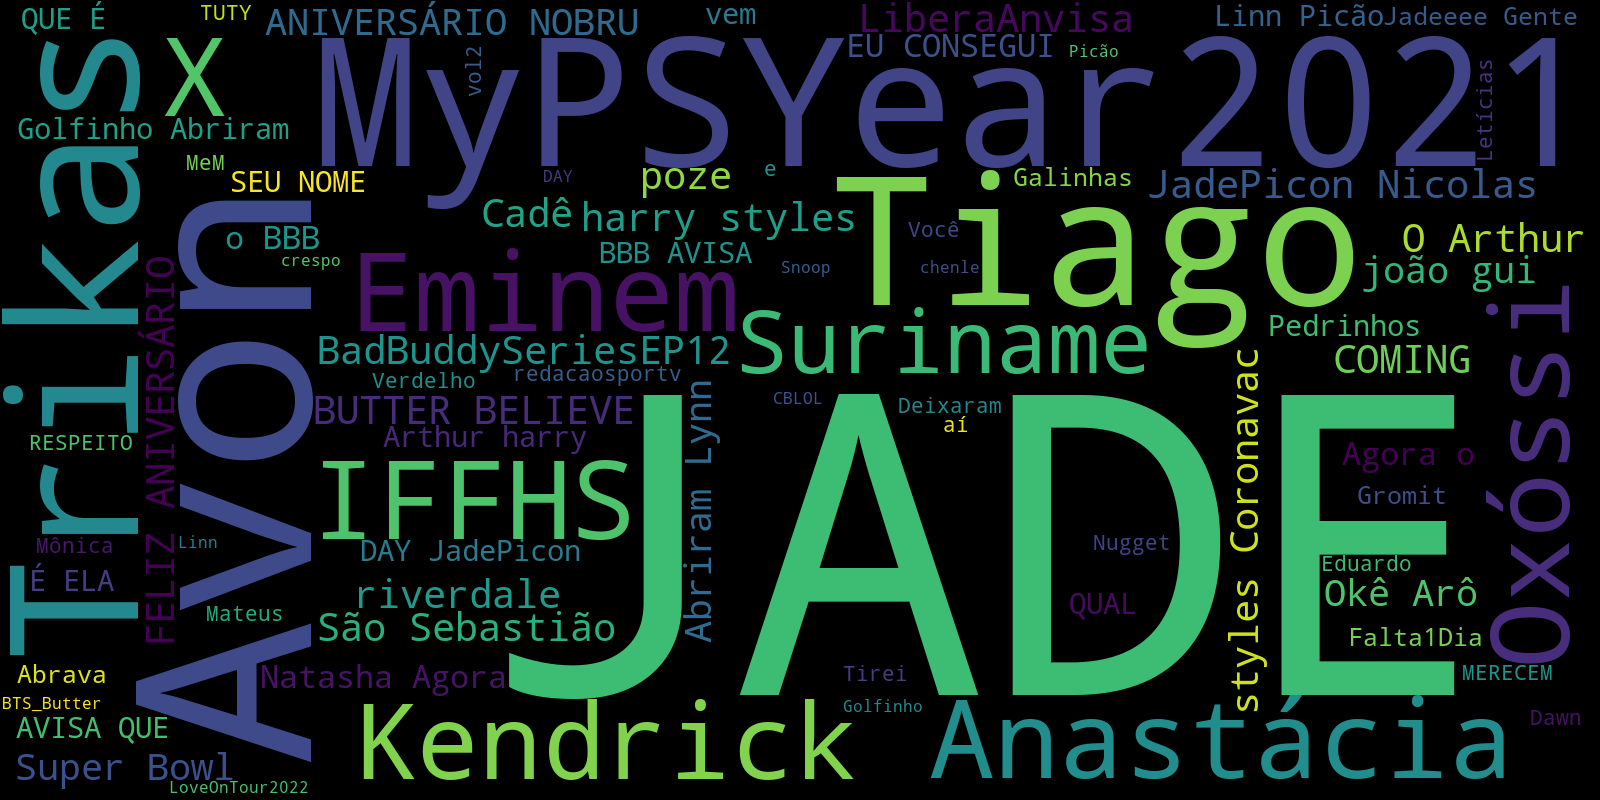 QUE É
TUTY
ANIVERSÁRIO NOBRU
vem
LiberaAnvisa
Linn Picão
Jadeeee Gente
X
vol2
MyPSYear2021
EU CONSEGUI
Picão
Letícias
Trikas
Golfinho Abriram
MeM
SEU NOME
DAY
poze
e
Tiago
Galinhas
JadePicon Nicolas
Avon
Cadê
harry styles
Você
O Arthur
o BBB
crespo
BBB AVISA
Snoop
chenle
joão gui
FELIZ ANIVERSÁRIO
Eminem
Suriname
Oxóssi
Pedrinhos
BadBuddySeriesEP12
COMING
Verdelho
redacaosportv
styles Coronavac
BUTTER BELIEVE
Abriram Lynn
CBLOL
Deixaram
aí
JADE
RESPEITO
Arthur harry
Agora o
IFFHS
Gromit
Mônica
Linn
DAY JadePicon
Nugget
É ELA
Eduardo
riverdale
QUAL
Okê Arô
Mateus
São Sebastião
Falta1Dia
Abrava
Natasha Agora
Tirei
MERECEM
BTS_Butter
Golfinho
AVISA QUE
Kendrick
Anastácia
Dawn
Super Bowl
LoveOnTour2022